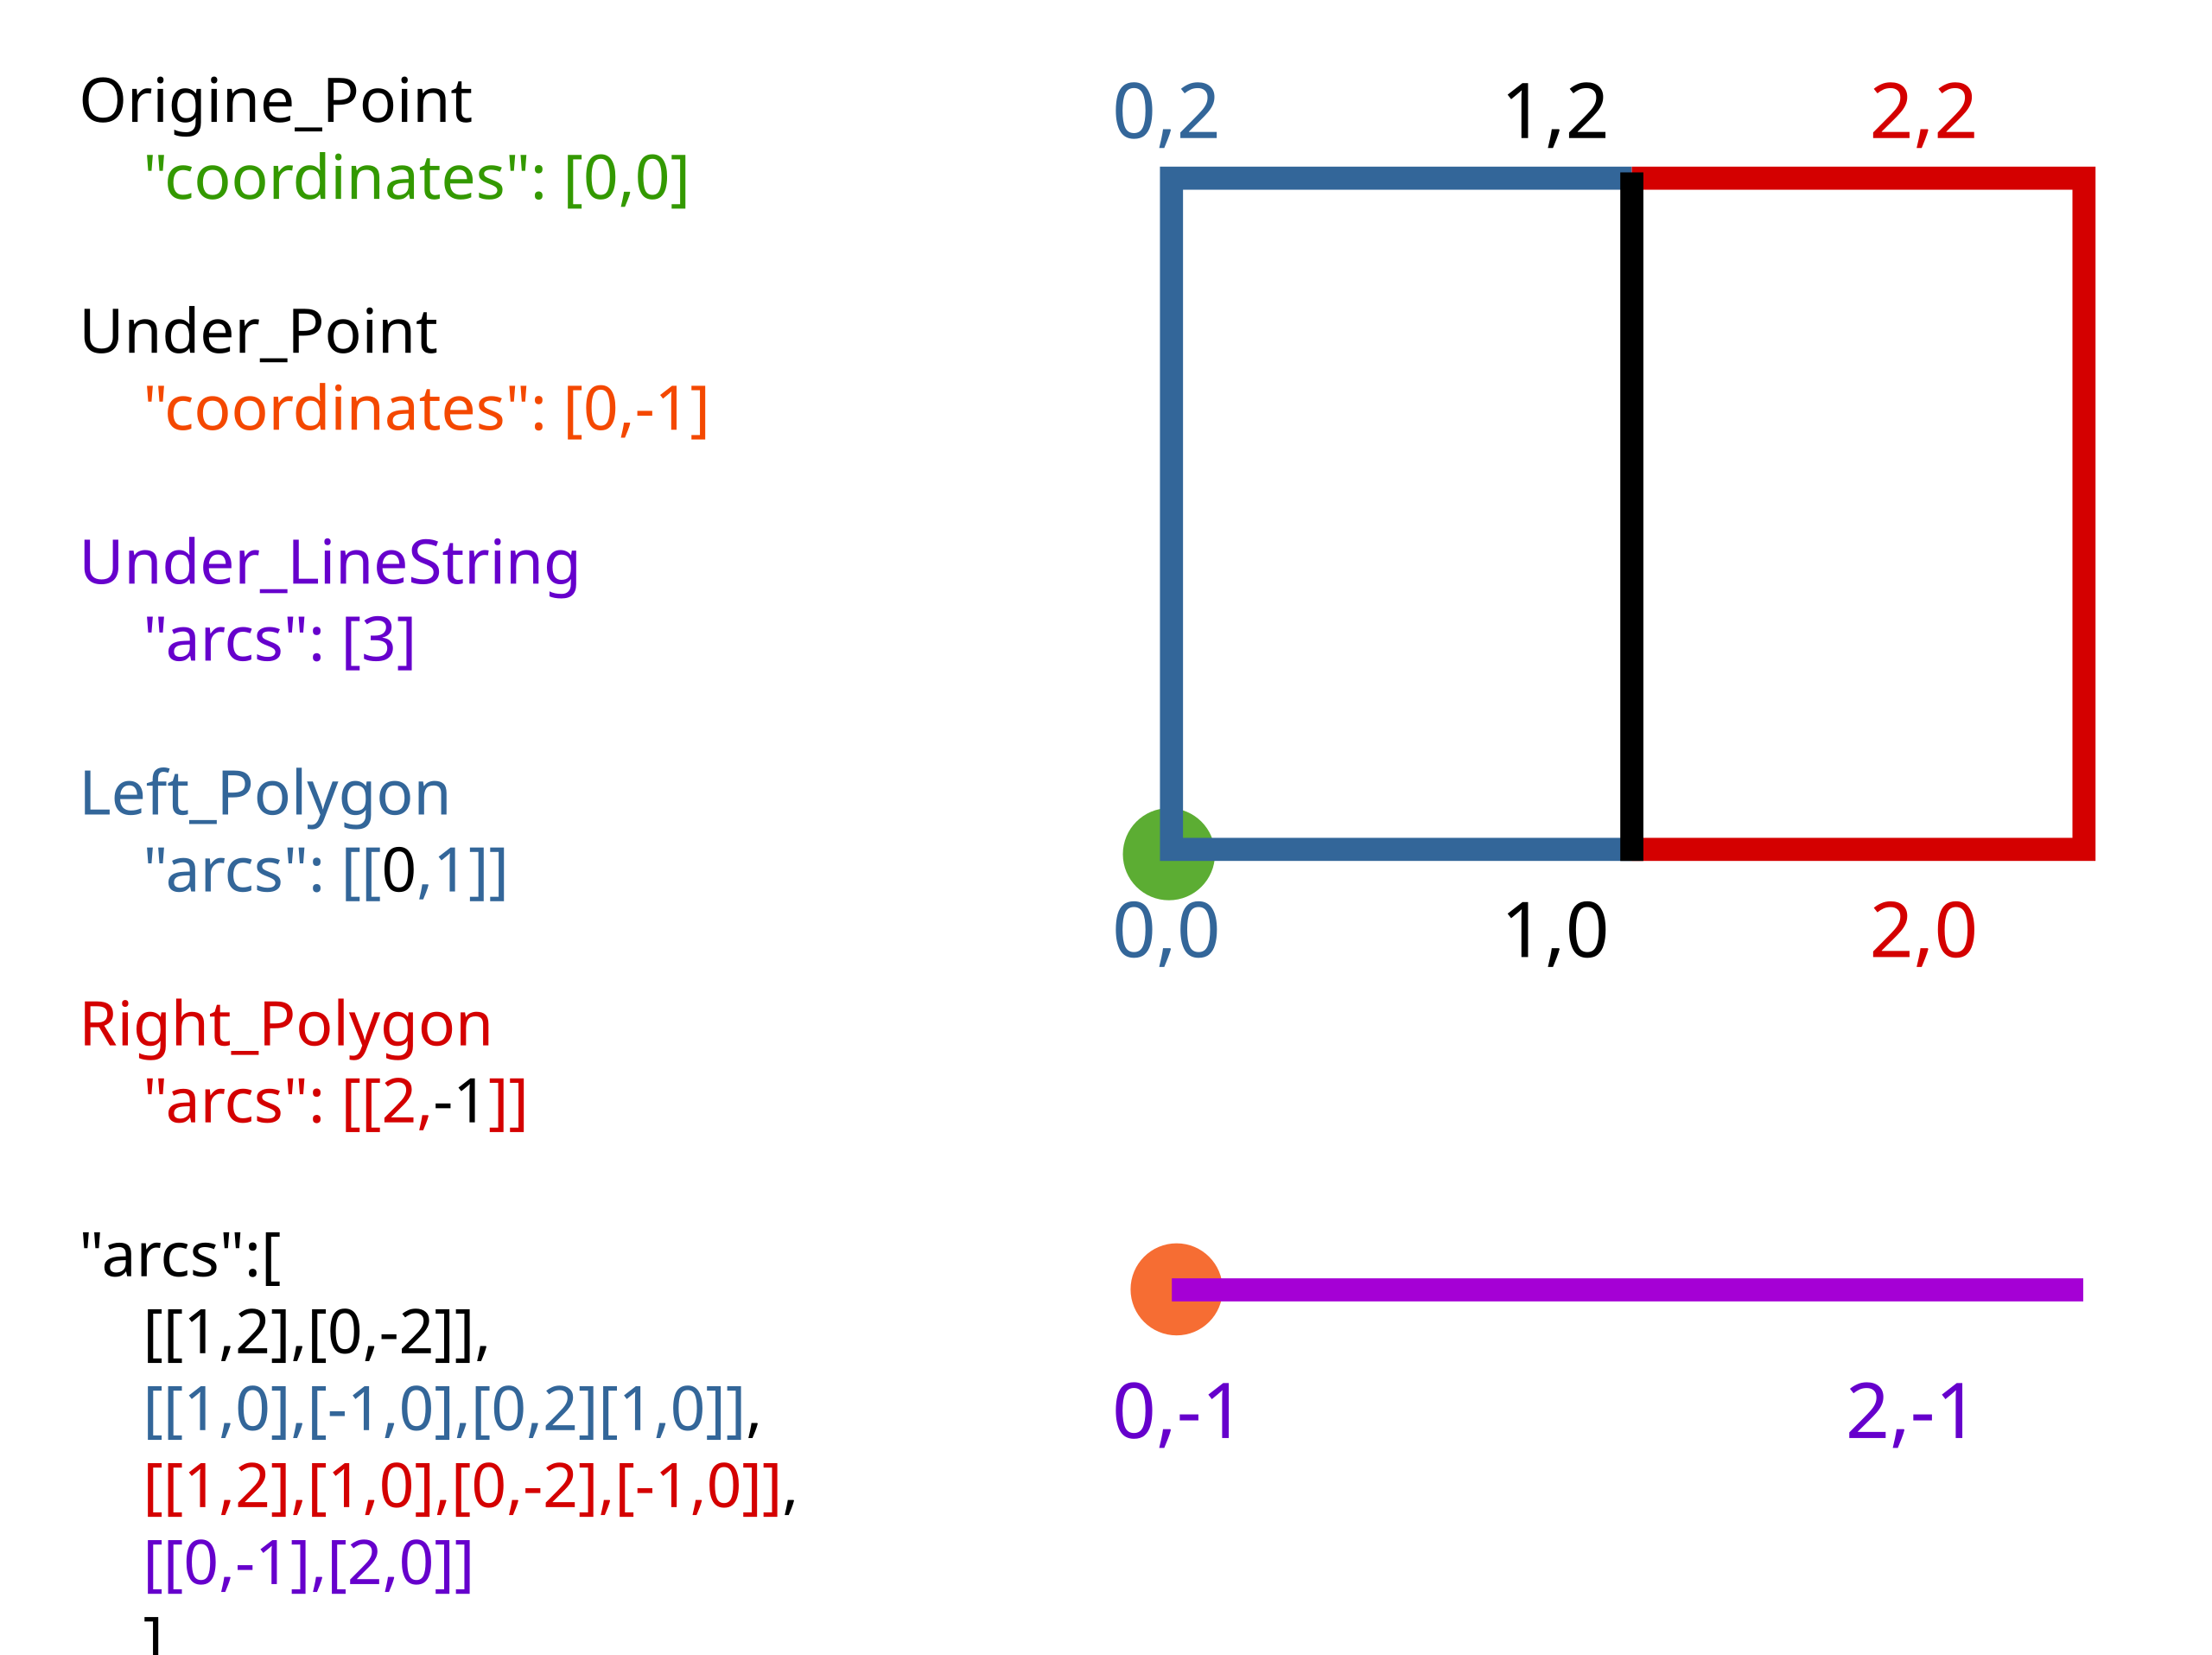 Origine_Point
"coordinates": [0,0]
Under_Point
"coordinates": [0,-1]
Under_LineString
"arcs": [3]
Left_Polygon
"arcs": [[0,1]]
Right_Polygon
"arcs": [[2,-1]]
"arcs":[
[[1,2],[0,-2]],
[[1,0],[-1,0],[0,2][1,0]],
[[1,2],[1,0],[0,-2],[-1,0]],
[[0,-1],[2,0]]
]
0,2 1,2 2,2
0,0 1,0 2,0
0,-1 2,-1